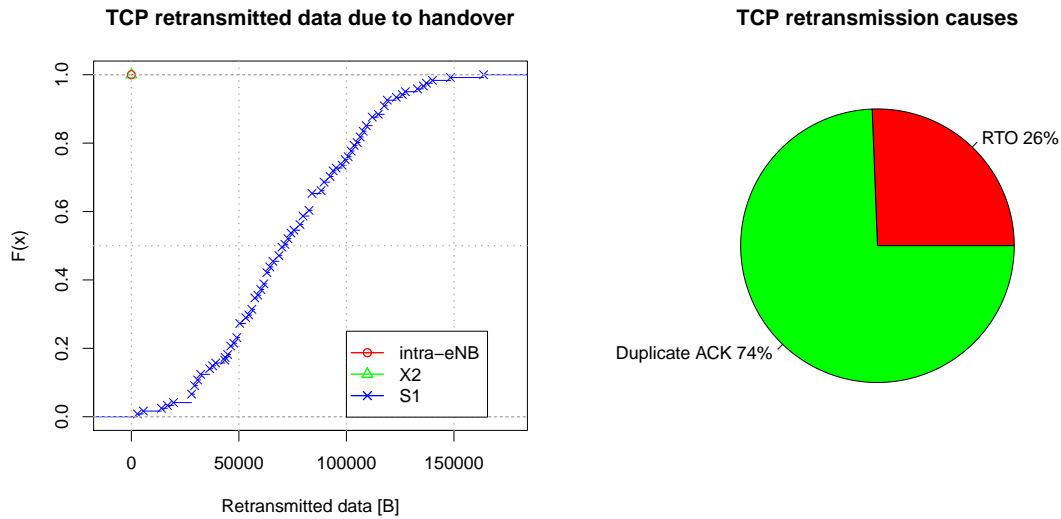 TCP retransmitted data due to handover
F(x)
1.0
0.8
0.6
0.4
0.2
0.0
intra−eNB
X2
S1
0
50000
100000
150000
Retransmitted data [B]
TCP retransmission causes
RTO 26%
Duplicate ACK 74%